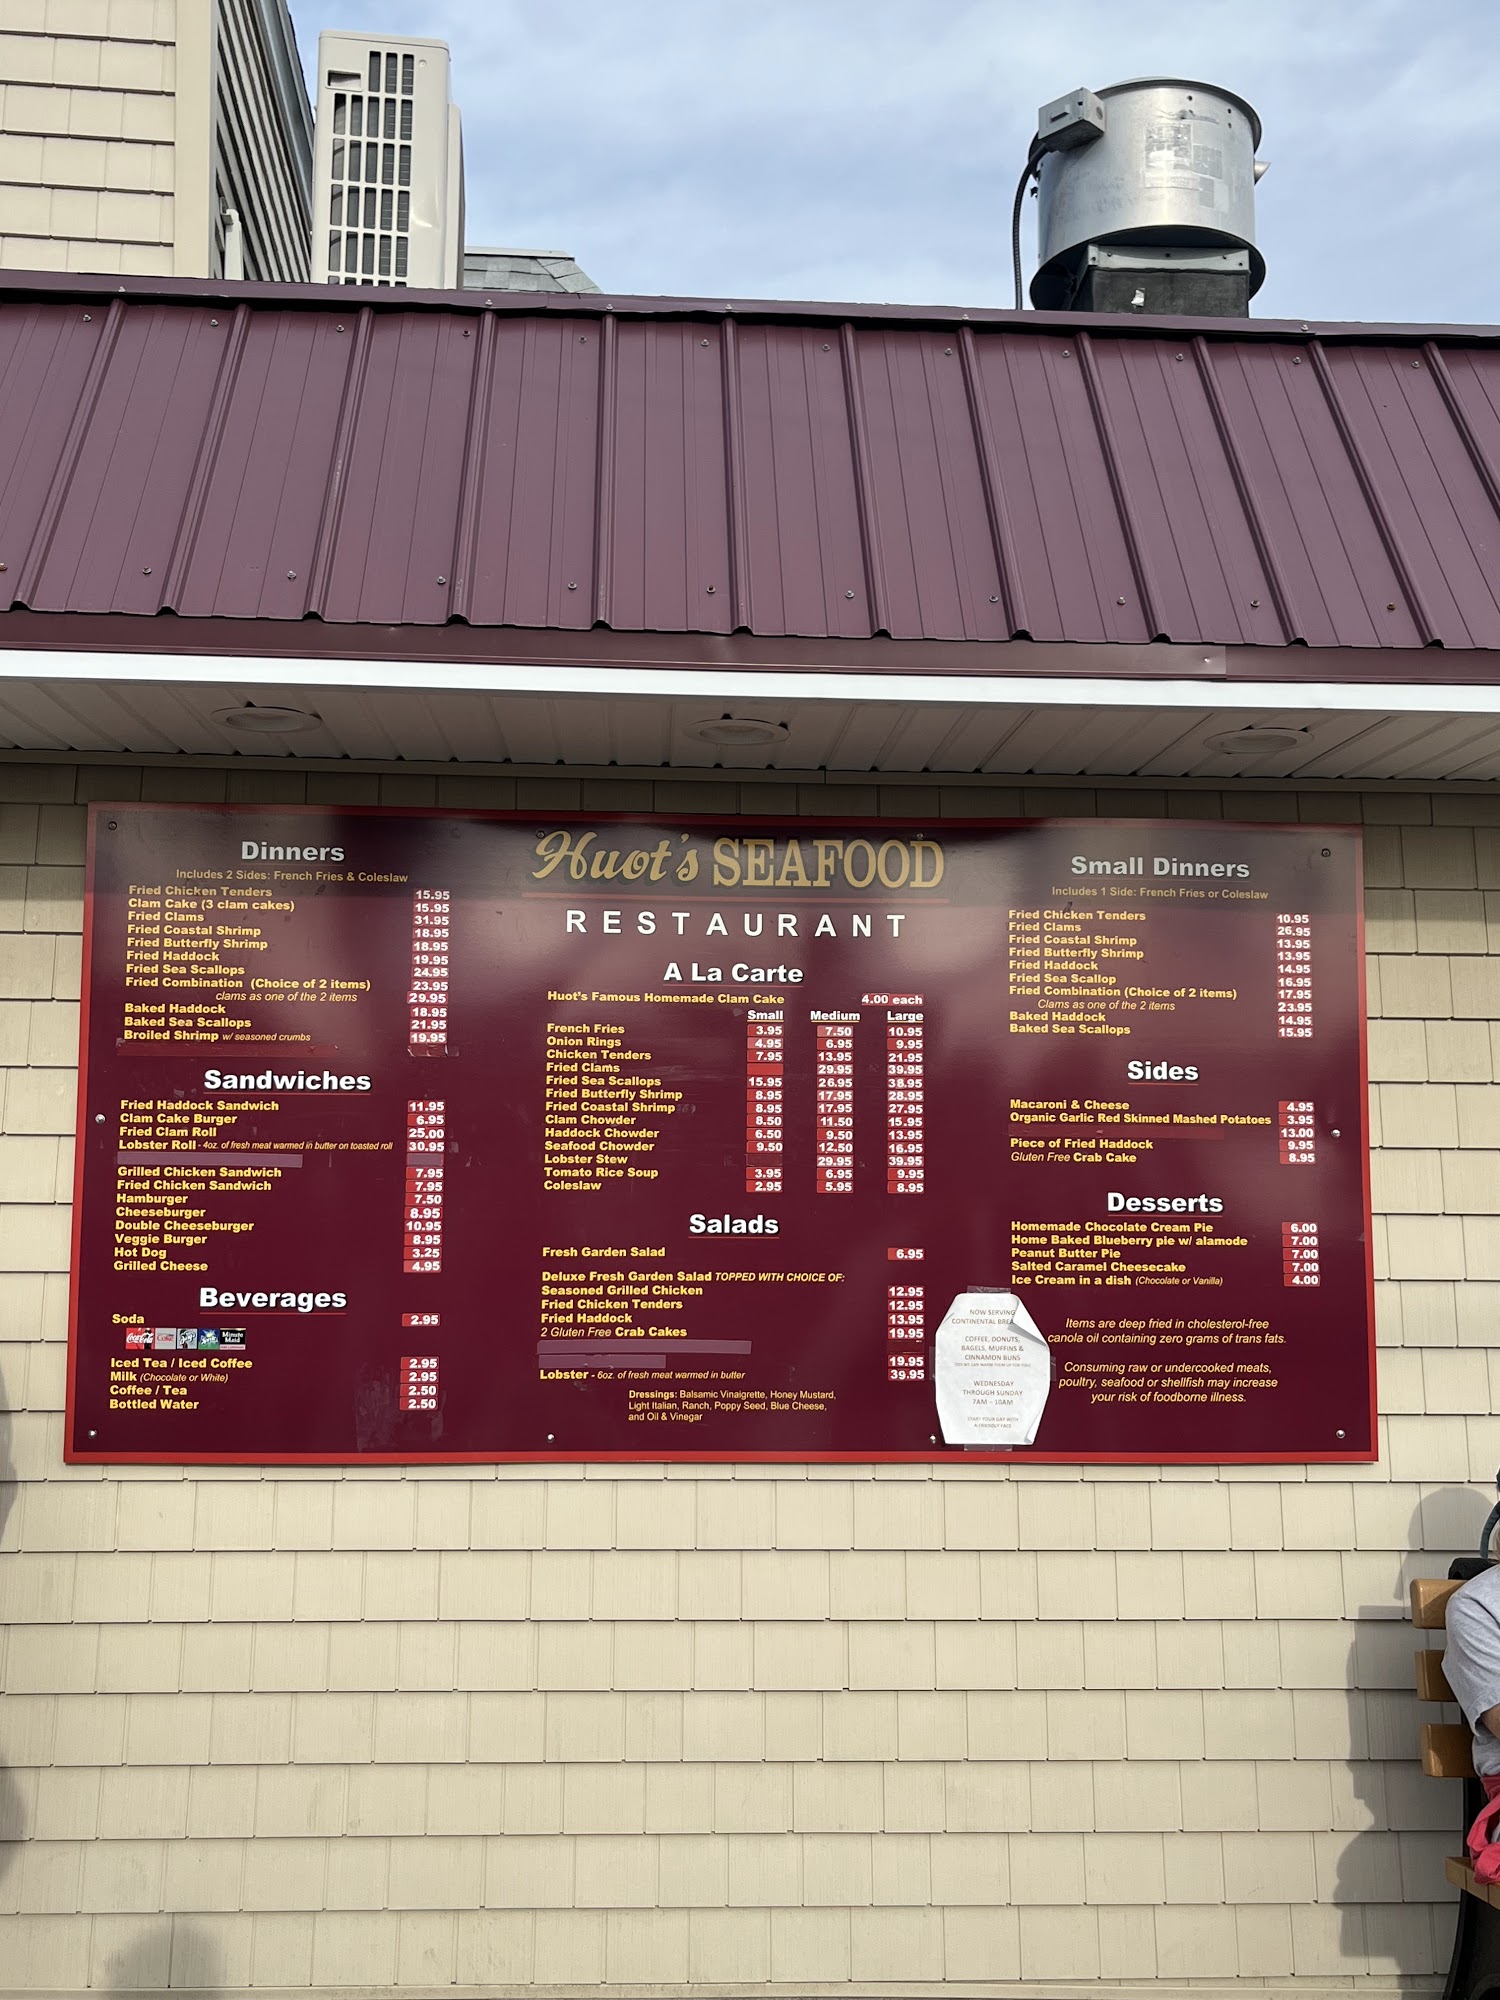 Huot's SEAFOOD
RESTAURANT
Dinners
Includes 2 Sides: French Fries & Coleslaw
Fried Chicken Tenders 15.95
Clam Cake (3 clam cakes) 15.95
Fried Clams 31.95
Fried Coastal Shrimp 18.95
Fried Butterfly Shrimp 18.95
Fried Haddock 19.95
Fried Sea Scallops 24.95
Fried Combination (Choice of 2 items) 23.95
clams as one of the 2 items 29.95
Baked Haddock 18.95
Baked Sea Scallops 21.95
Broiled Shrimp w/ seasoned crumbs 19.95
Sandwiches
Fried Haddock Sandwich 11.95
Clam Cake Burger 6.95
Fried Clam Roll 25.00
Lobster Roll - 4oz. of fresh meat warmed in butter on toasted roll 30.95
Grilled Chicken Sandwich 7.95
Fried Chicken Sandwich 7.95
Hamburger 7.50
Cheeseburger 8.95
Double Cheeseburger 10.95
Veggie Burger 8.95
Hot Dog 3.25
Grilled Cheese 4.95
Beverages
Soda 2.95
Coca-Cola Coke Sprite Minute Maid
Iced Tea / Iced Coffee 2.95
Milk (Chocolate or White) 2.95
Coffee / Tea 2.50
Bottled Water 2.50
A La Carte
Huot's Famous Homemade Clam Cake 4.00 each
Small Medium Large
French Fries 3.95 7.50 10.95
Onion Rings 4.95 6.95 9.95
Chicken Tenders 7.95 13.95 21.95
Fried Clams 29.95 39.95
Fried Sea Scallops 15.95 26.95 38.95
Fried Butterfly Shrimp 8.95 17.95 28.95
Fried Coastal Shrimp 8.95 17.95 27.95
Clam Chowder 8.50 11.50 15.95
Haddock Chowder 6.50 9.50 13.95
Seafood Chowder 9.50 12.50 16.95
Lobster Stew 29.95 39.95
Tomato Rice Soup 3.95 6.95 9.95
Coleslaw 2.95 5.95 8.95
Salads
Fresh Garden Salad 6.95
Deluxe Fresh Garden Salad TOPPED WITH CHOICE OF:
Seasoned Grilled Chicken 12.95
Fried Chicken Tenders 12.95
Fried Haddock 13.95
2 Gluten Free Crab Cakes 19.95
19.95
Lobster - 6oz. of fresh meat warmed in butter 39.95
Dressings: Balsamic Vinaigrette, Honey Mustard,
Light Italian, Ranch, Poppy Seed, Blue Cheese,
and Oil & Vinegar
NOW SERVING
CONTINENTAL BREA
COFFEE, DONUTS,
BAGELS, MUFFINS &
CINNAMON BUNS
WEDNESDAY
THROUGH SUNDAY
7AM - 10AM
START YOUR DAY WITH
A FRIENDLY FACE
Small Dinners
Includes 1 Side: French Fries or Coleslaw
Fried Chicken Tenders 10.95
Fried Clams 26.95
Fried Coastal Shrimp 13.95
Fried Butterfly Shrimp 13.95
Fried Haddock 14.95
Fried Sea Scallop 16.95
Fried Combination (Choice of 2 items) 17.95
Clams as one of the 2 items 23.95
Baked Haddock 14.95
Baked Sea Scallops 15.95
Sides
Macaroni & Cheese 4.95
Organic Garlic Red Skinned Mashed Potatoes 3.95
13.00
Piece of Fried Haddock 9.95
Gluten Free Crab Cake 8.95
Desserts
Homemade Chocolate Cream Pie 6.00
Home Baked Blueberry pie w/ alamode 7.00
Peanut Butter Pie 7.00
Salted Caramel Cheesecake 7.00
Ice Cream in a dish (Chocolate or Vanilla) 4.00
Items are deep fried in cholesterol-free
canola oil containing zero grams of trans fats.
Consuming raw or undercooked meats,
poultry, seafood or shellfish may increase
your risk of foodborne illness.